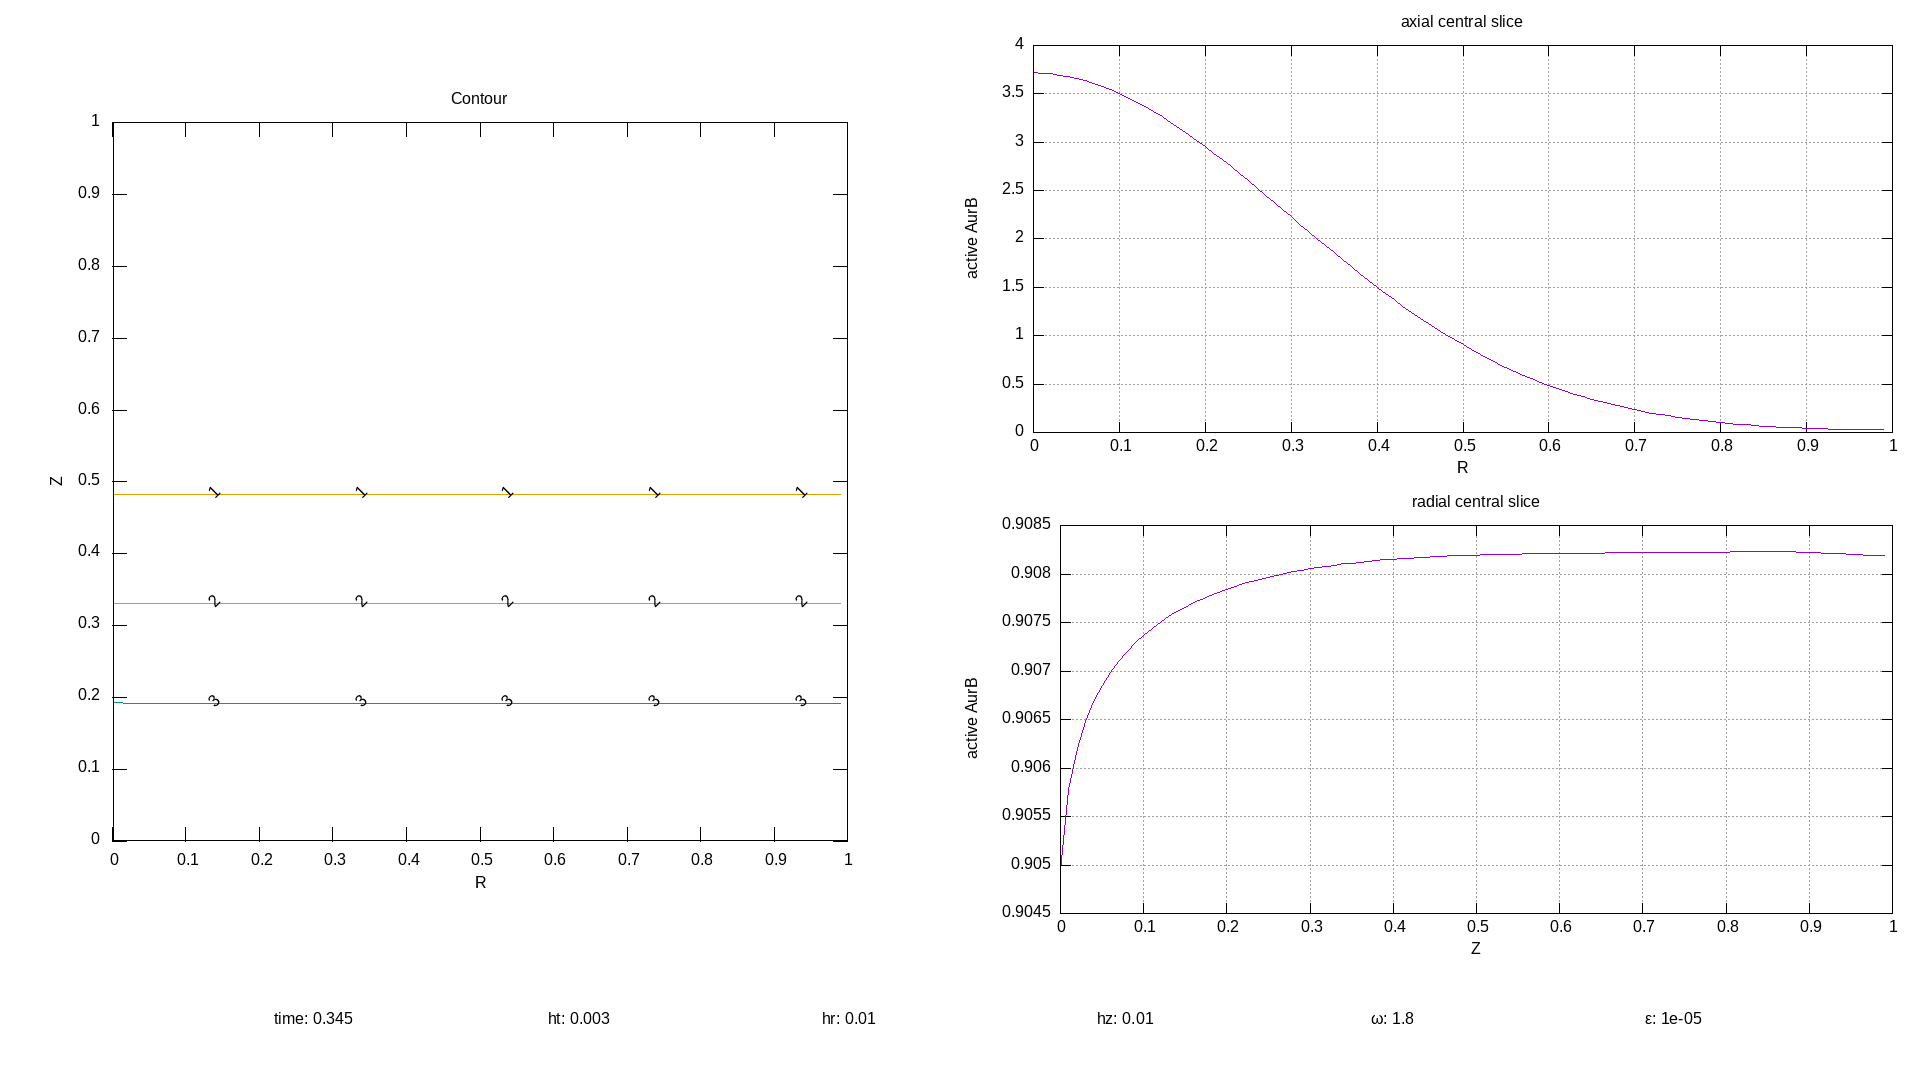 Contour
1
0.9
0.8
0.7
0.6
0.5
0.4
0.3
0.2
0.1
0
Z
1 1 1 1 1
2 2 2 2 2
3 3 3 3 3
0 0.1 0.2 0.3 0.4 0.5 0.6 0.7 0.8 0.9 1
R
axial central slice
4
3.5
3
2.5
2
1.5
1
0.5
0
active AurB
0 0.1 0.2 0.3 0.4 0.5 0.6 0.7 0.8 0.9 1
R
radial central slice
0.9085
0.908
0.9075
0.907
0.9065
0.906
0.9055
0.905
0.9045
active AurB
0 0.1 0.2 0.3 0.4 0.5 0.6 0.7 0.8 0.9 1
Z
time: 0.345 ht: 0.003 hr: 0.01 hz: 0.01 ω: 1.8 ε: 1e-05